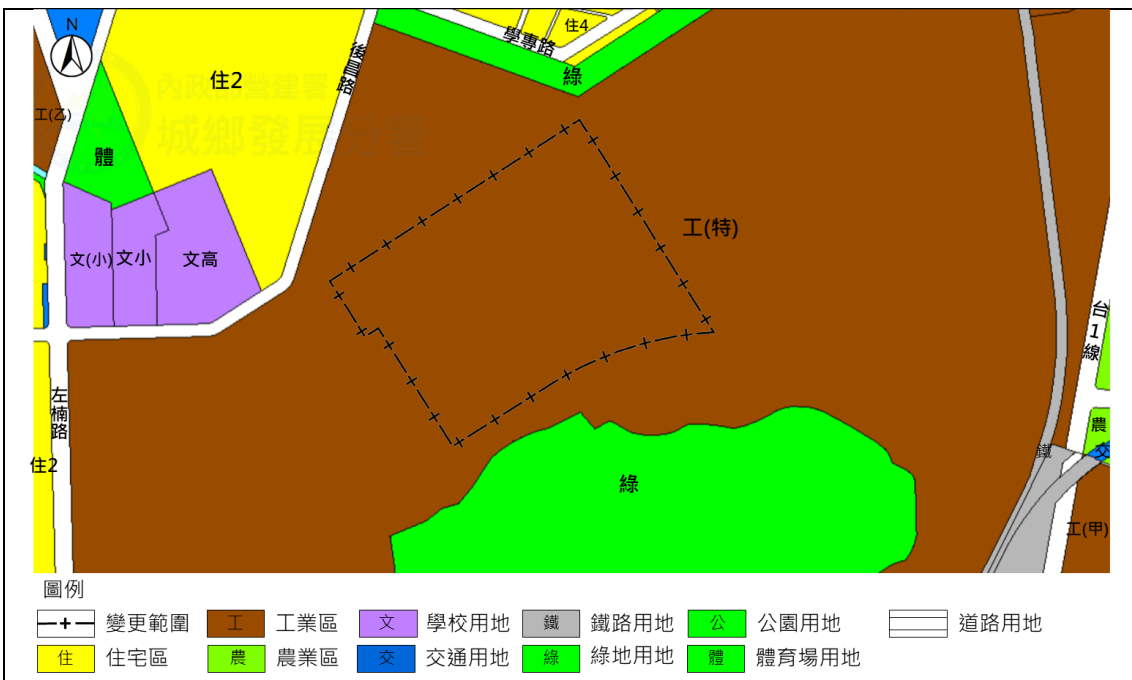 N
住4
學專路
綠
後昌路
住2
內政部營建署
城鄉發展分署
工(乙)
體
工(特)
文(小)
文小
文高
台1線
左楠路
農
住2
鐵
交
綠
工(甲)
圖例
變更範圍 工 工業區 文 學校用地 鐵 鐵路用地 公 公園用地 道路用地
住 住宅區 農 農業區 交 交通用地 綠 綠地用地 體 體育場用地